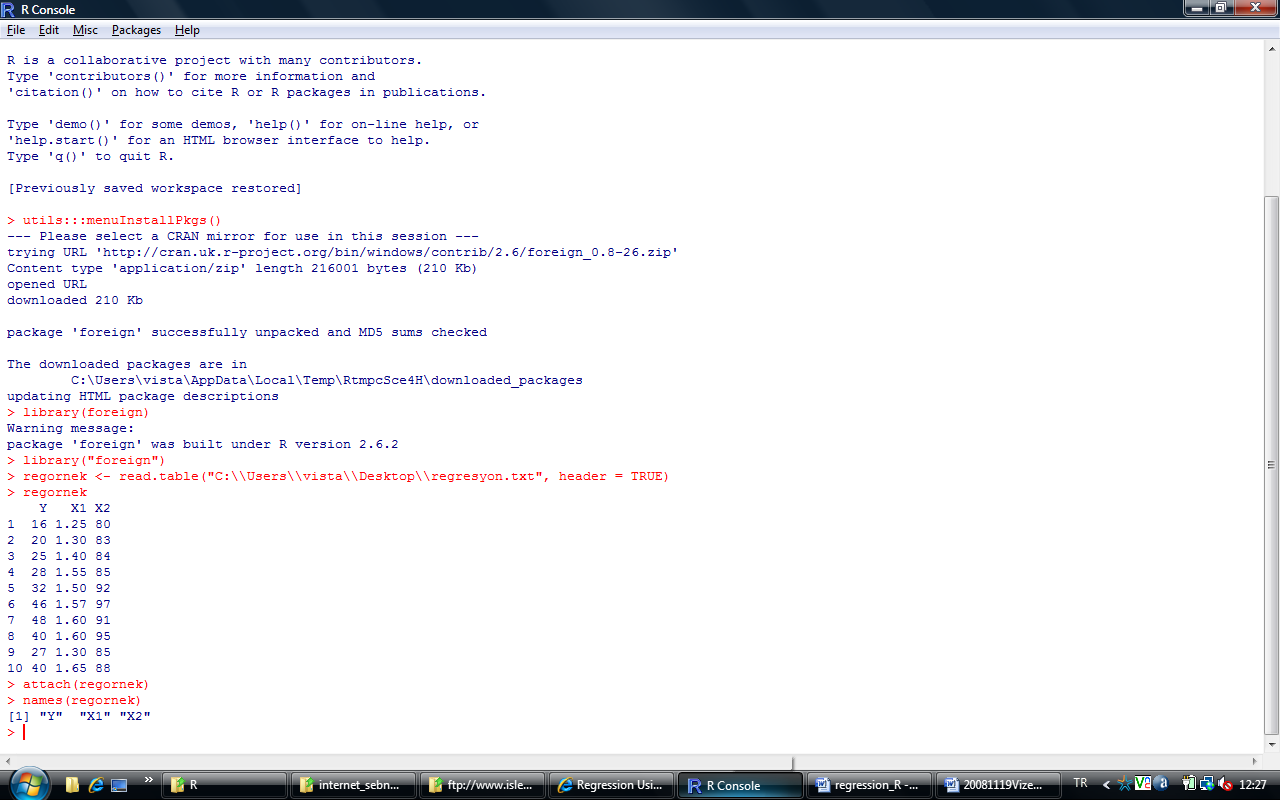 R Console
File Edit Misc Packages Help
R is a collaborative project with many contributors.
Type 'contributors()' for more information and
'citation()' on how to cite R or R packages in publications.
Type 'demo()' for some demos, 'help()' for on-line help, or
'help.start()' for an HTML browser interface to help.
Type 'q()' to quit R.
[Previously saved workspace restored]
> utils:::menuInstallPkgs()
--- Please select a CRAN mirror for use in this session ---
trying URL 'http://cran.uk.r-project.org/bin/windows/contrib/2.6/foreign_0.8-26.zip'
Content type 'application/zip' length 216001 bytes (210 Kb)
opened URL
downloaded 210 Kb
package 'foreign' successfully unpacked and MD5 sums checked
The downloaded packages are in
C:\Users\vista\AppData\Local\Temp\RtmpcSce4H\downloaded_packages
updating HTML package descriptions
> library(foreign)
Warning message:
package 'foreign' was built under R version 2.6.2
> library("foreign")
> regornek <- read.table("C:\\Users\\vista\\Desktop\\regresyon.txt", header = TRUE)
> regornek
Y X1 X2
1 16 1.25 80
2 20 1.30 83
3 25 1.40 84
4 28 1.55 85
5 32 1.50 92
6 46 1.57 97
7 48 1.60 91
8 40 1.60 95
9 27 1.30 85
10 40 1.65 88
> attach(regornek)
> names(regornek)
[1] "Y" "X1" "X2"
>
R internet_sebn... ftp://www.isle... Regression Usi... R Console regression_R -... 20081119Vize... TR 12:27